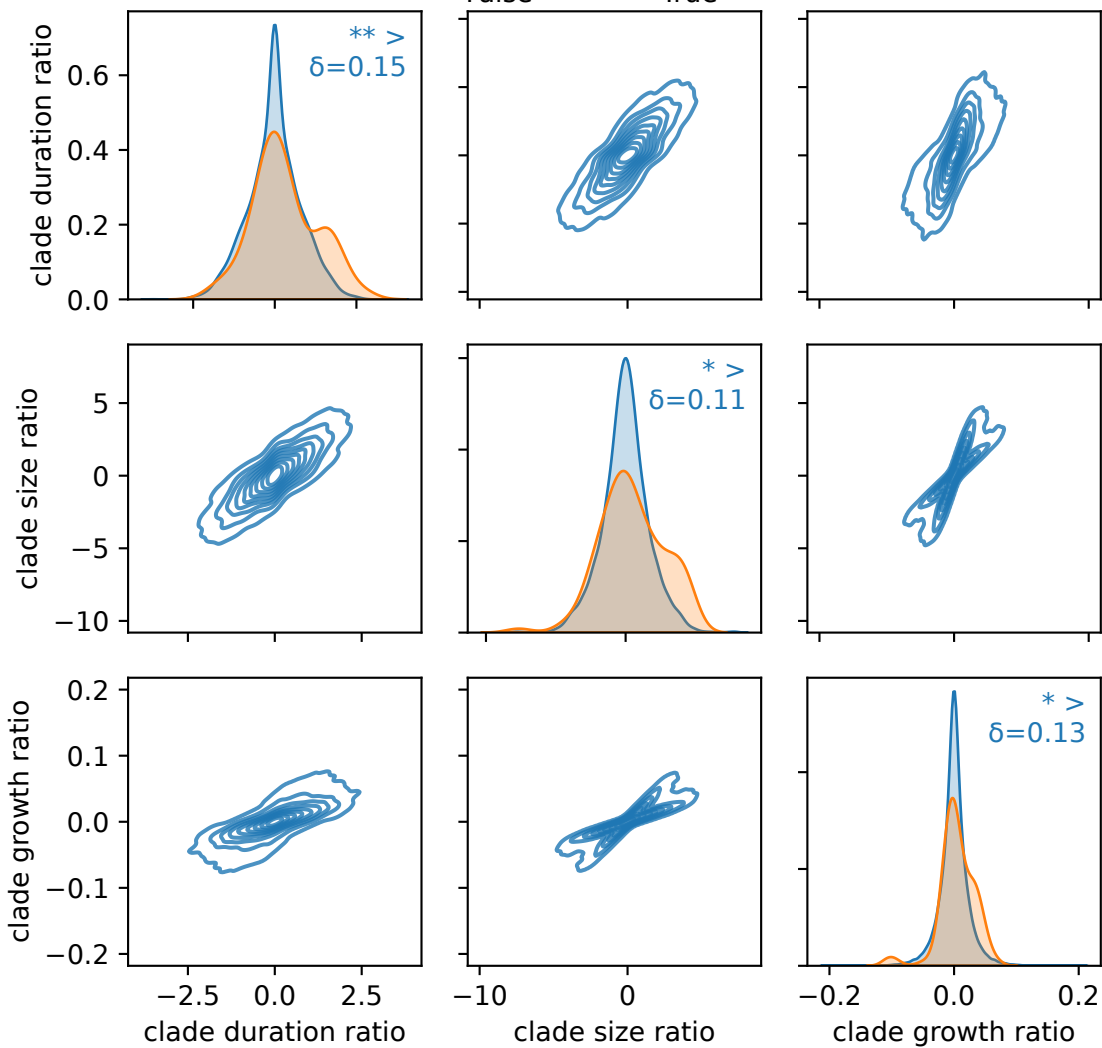 clade duration ratio
0.6
0.4
0.2
0.0
** >
δ=0.15
clade size ratio
5
0
−5
−10
* >
δ=0.11
clade growth ratio
0.2
0.1
0.0
−0.1
−0.2
* >
δ=0.13
−2.5 0.0 2.5
−10 0
−0.2 0.0 0.2
clade duration ratio
clade size ratio
clade growth ratio